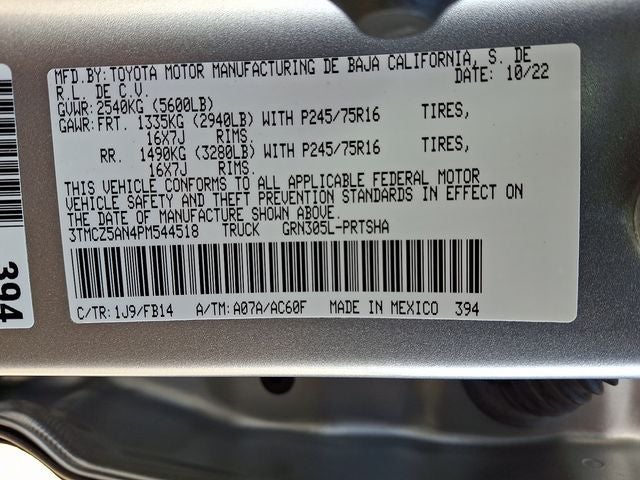 MFD.BY: TOYOTA MOTOR MANUFACTURING DE BAJA CALIFORNIA, S. DE
R.L. DE C.V. DATE: 10/22
GVWR: 2540KG (5600LB)
GAWR: FRT. 1335KG (2940LB) WITH P245/75R16 TIRES,
16X7J RIMS.
RR. 1490KG (3280LB) WITH P245/75R16 TIRES,
16X7J RIMS.
THIS VEHICLE CONFORMS TO ALL APPLICABLE FEDERAL MOTOR
VEHICLE SAFETY AND THEFT PREVENTION STANDARDS IN EFFECT ON
THE DATE OF MANUFACTURE SHOWN ABOVE.
3TMCZ5AN4PM544518 TRUCK GRN305L-PRTSHA
C/TR: 1J9/FB14 A/TM: A07A/AC60F MADE IN MEXICO 394
394